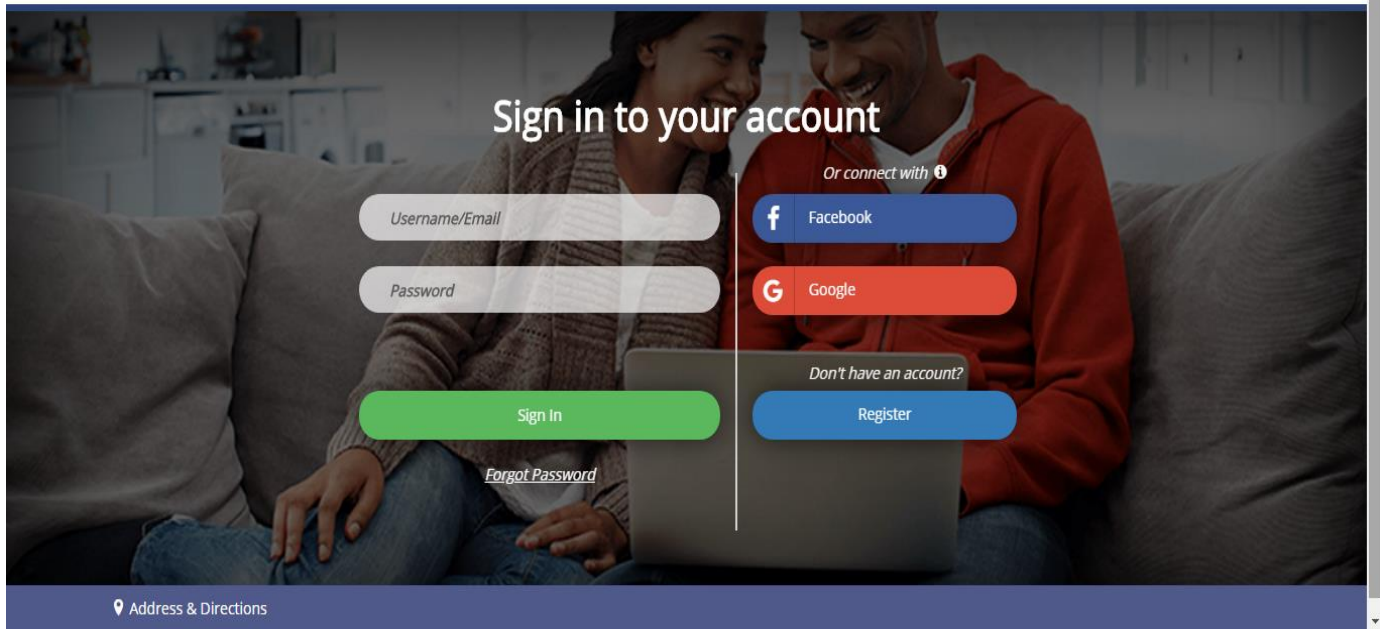 Sign in to your account
Username/Email
Password
Sign In
Forgot Password
Or connect with
Facebook
Google
Don't have an account?
Register
Address & Directions